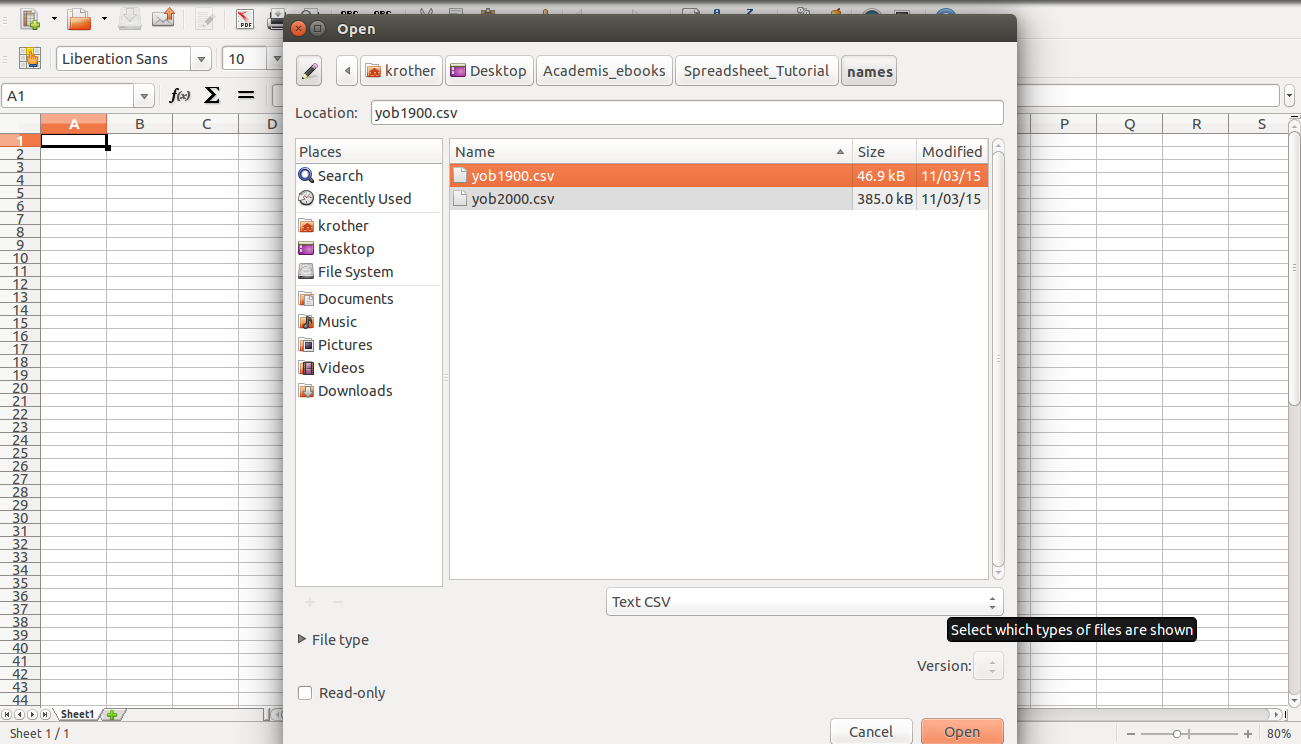 PDF
Open
Liberation Sans 10
krother Desktop Academis_ebooks Spreadsheet_Tutorial names
A1 f(x) Σ =
Location: yob1900.csv
A B C D P Q R S
Places Name Size Modified
Search yob1900.csv 46.9 kB 11/03/15
Recently Used yob2000.csv 385.0 kB 11/03/15
krother
Desktop
File System
Documents
Music
Pictures
Videos
Downloads
1
2
3
4
5
6
7
8
9
10
11
12
13
14
15
16
17
18
19
20
21
22
23
24
25
26
27
28
29
30
31
32
33
34
35
36
37
38
39
40
41
42
43
44
Text CSV
Select which types of files are shown
File type
Version:
Read-only
Cancel Open
Sheet1
Sheet 1 / 1 80%